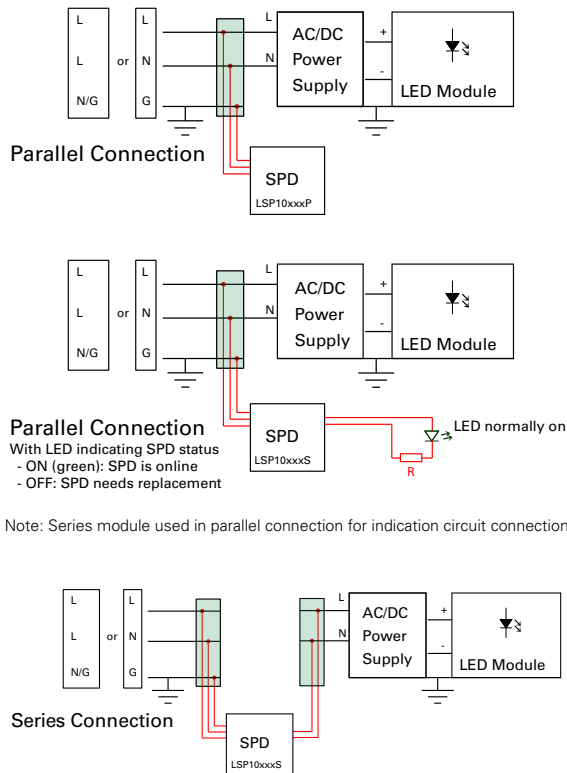 L
L
N/G
or
L
N
G
L
N
AC/DC
Power
Supply
+
-
LED Module
Parallel Connection
SPD
LSP10xxxP
L
L
N/G
or
L
N
G
L
N
AC/DC
Power
Supply
+
-
LED Module
Parallel Connection
With LED indicating SPD status
- ON (green): SPD is online
- OFF: SPD needs replacement
SPD
LSP10xxxS
LED normally on
R
Note: Series module used in parallel connection for indication circuit connection
L
L
N/G
or
L
N
G
L
N
AC/DC
Power
Supply
+
-
LED Module
Series Connection
SPD
LSP10xxxS